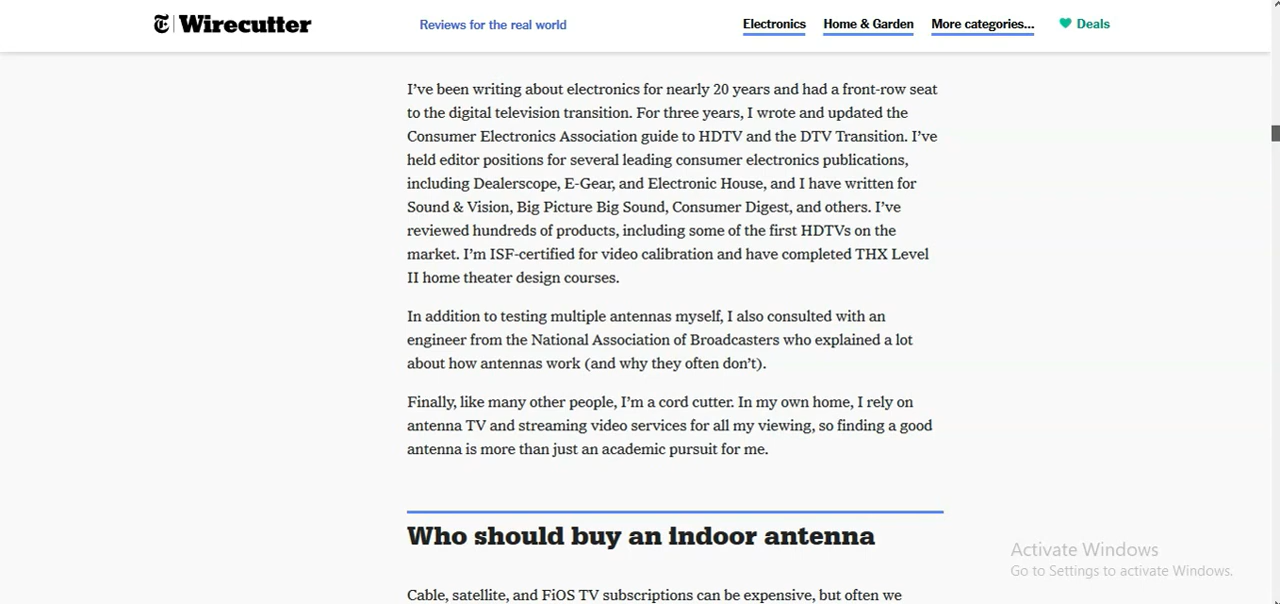 Wirecutter
Reviews for the real world
Electronics
Home & Garden
More categories...
Deals
I’ve been writing about electronics for nearly 20 years and had a front-row seat
to the digital television transition. For three years, I wrote and updated the
Consumer Electronics Association guide to HDTV and the DTV Transition. I’ve
held editor positions for several leading consumer electronics publications,
including Dealerscope, E-Gear, and Electronic House, and I have written for
Sound & Vision, Big Picture Big Sound, Consumer Digest, and others. I’ve
reviewed hundreds of products, including some of the first HDTVs on the
market. I’m ISF-certified for video calibration and have completed THX Level
II home theater design courses.
In addition to testing multiple antennas myself, I also consulted with an
engineer from the National Association of Broadcasters who explained a lot
about how antennas work (and why they often don’t).
Finally, like many other people, I’m a cord cutter. In my own home, I rely on
antenna TV and streaming video services for all my viewing, so finding a good
antenna is more than just an academic pursuit for me.
Who should buy an indoor antenna
Activate Windows
Go to Settings to activate Windows.
Cable, satellite, and FiOS TV subscriptions can be expensive, but often we